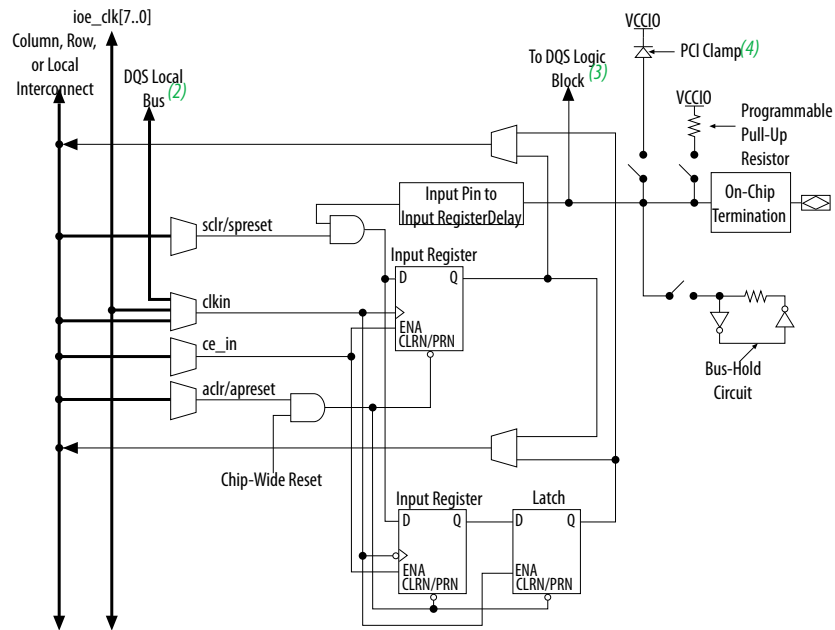 ioe_clk[7..0]
Column, Row,
or Local
Interconnect
DQS Local
Bus (2)
To DQS Logic
Block (3)
VCCIO
PCI Clamp (4)
VCCIO
Programmable
Pull-Up
Resistor
Input Pin to
Input RegisterDelay
On-Chip
Termination
sclr/spreset
Input Register
D Q
clkin
ENA
CLRN/PRN
ce_in
aclr/apreset
Bus-Hold
Circuit
Chip-Wide Reset
Input Register
D Q
ENA
CLRN/PRN
Latch
D Q
ENA
CLRN/PRN